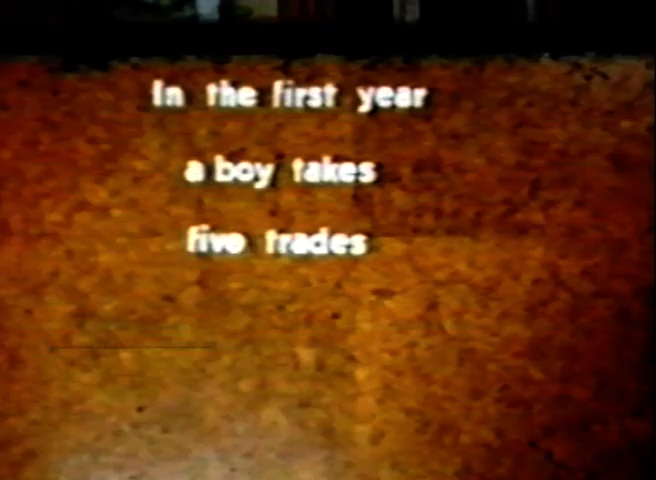 In the first year
a boy takes
five trades